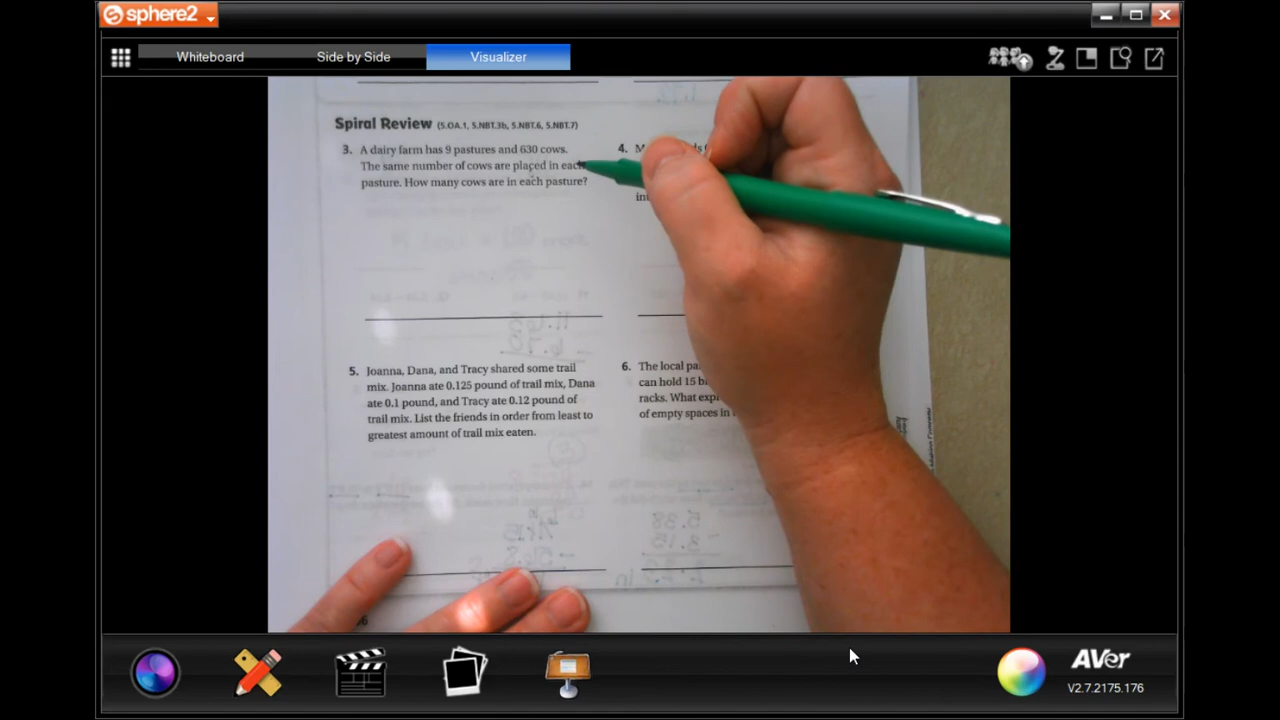 sphere2
Whiteboard
Side by Side
Visualizer
Spiral Review (5.OA.1, 5.NBT.3b, 5.NBT.6, 5.NBT.7)
3. A dairy farm has 9 pastures and 630 cows.
The same number of cows are placed in each
pasture. How many cows are in each pasture?
4.
5. Joanna, Dana, and Tracy shared some trail
mix. Joanna ate 0.125 pound of trail mix, Dana
ate 0.1 pound, and Tracy ate 0.12 pound of
trail mix. List the friends in order from least to
greatest amount of trail mix eaten.
6. The local
can hold 15
racks. What
of empty spaces in
AVer
V2.7.2175.176